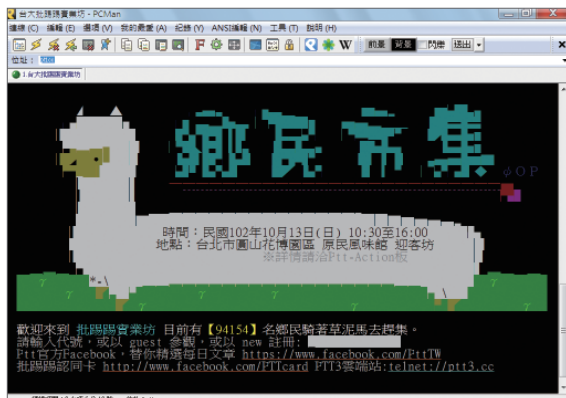 台大批踢踢實業坊 - PCMan
連線 (C) 編輯 (E) 選項 (V) 我的最愛 (A) 紀錄 (Y) ANSI編輯 (N) 工具 (T) 說明 (H)
F W 前景 背景 閃爍 送出
位址：
1.台大批踢踢實業坊
鄉民市集
φOP
時間：民國102年10月13日(日) 10:30至16:00
地點：台北市圓山花博園區 原民風味館 迎客坊
※詳情請洽Ptt-Action板
歡迎來到 批踢踢實業坊 目前有【94154】名鄉民騎著草泥馬去趕集。
請輸入代號，或以 guest 參觀，或以 new 註冊:
Ptt官方Facebook，替你精選每日文章 https://www.facebook.com/PttTW
批踢踢認同卡 http://www.facebook.com/PTTcard PTT3雲端站:telnet://ptt3.cc